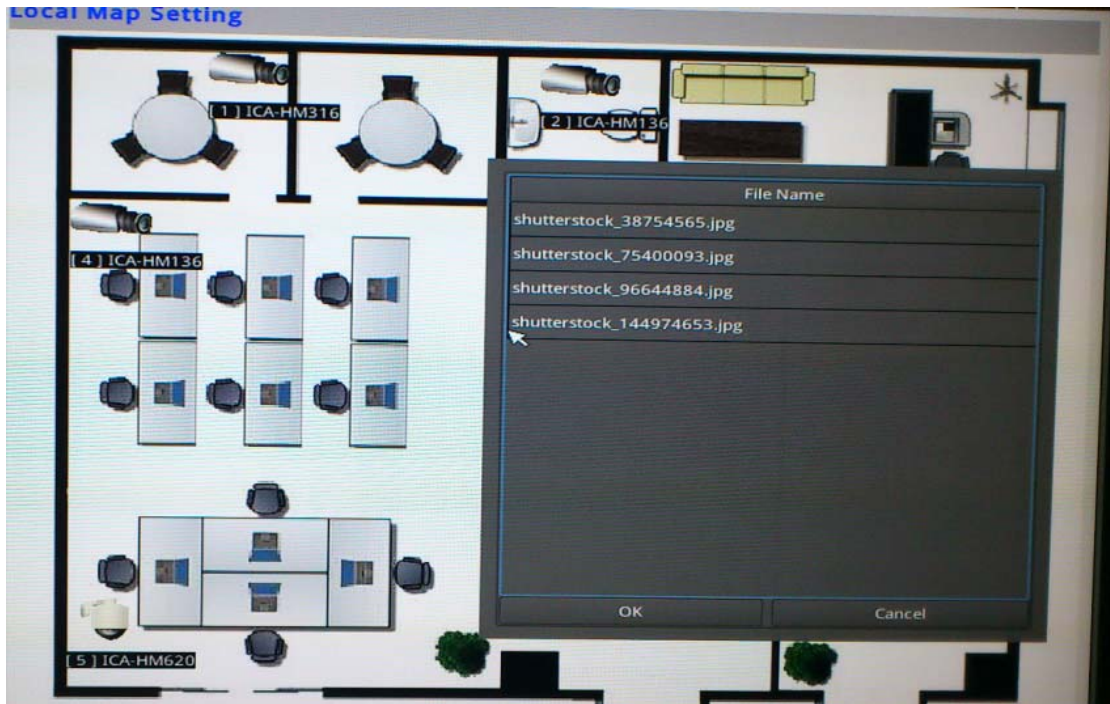 Local Map Setting
[ 1 ] ICA-HM316
[ 2 ] ICA-HM136
File Name
shutterstock_38754565.jpg
[ 4 ] ICA-HM136
shutterstock_75400093.jpg
shutterstock_96644884.jpg
shutterstock_144974653.jpg
OK
Cancel
[ 5 ] ICA-HM620